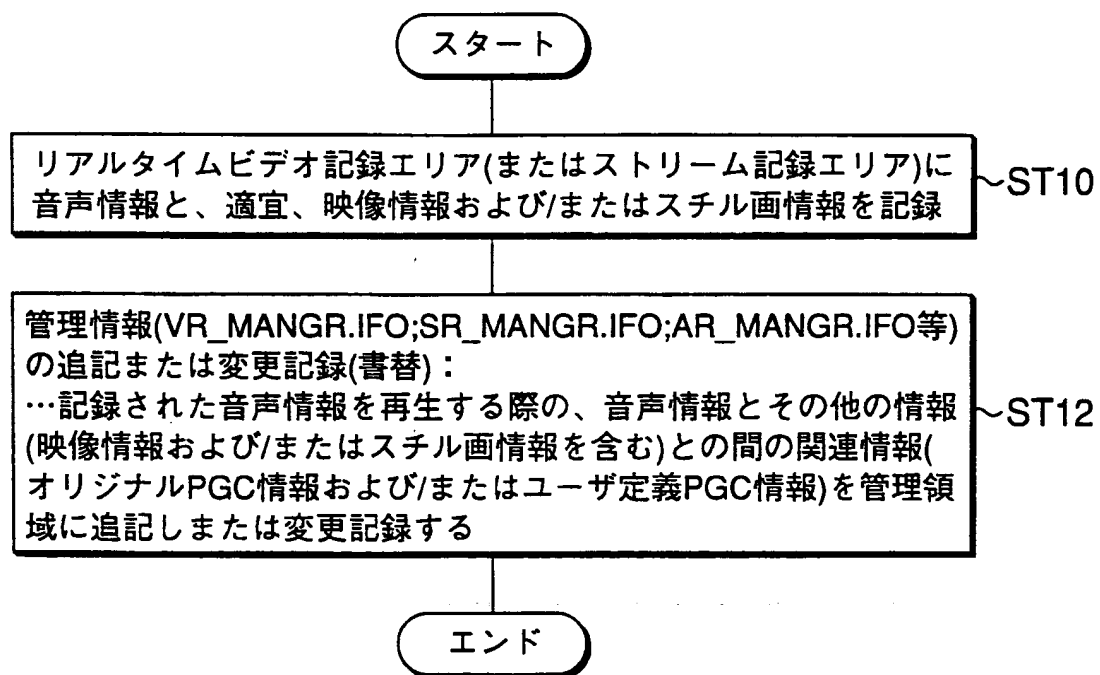 スタート
リアルタイムビデオ記録エリア(またはストリーム記録エリア)に
音声情報と、適宜、映像情報および/またはスチル画情報を記録
~ST10
管理情報(VR_MANGR.IFO;SR_MANGR.IFO;AR_MANGR.IFO等)
の追記または変更記録(書替)：
…記録された音声情報を再生する際の、音声情報とその他の情報
(映像情報および/またはスチル画情報を含む)との間の関連情報(
オリジナルPGC情報および/またはユーザ定義PGC情報)を管理領
域に追記しまたは変更記録する
~ST12
エンド